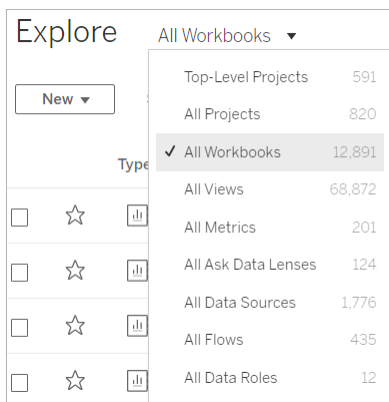 Explore All Workbooks
Top-Level Projects 591
New
All Projects 820
Type
All Workbooks 12,891
All Views 68,872
All Metrics 201
All Ask Data Lenses 124
All Data Sources 1,776
All Flows 435
All Data Roles 12